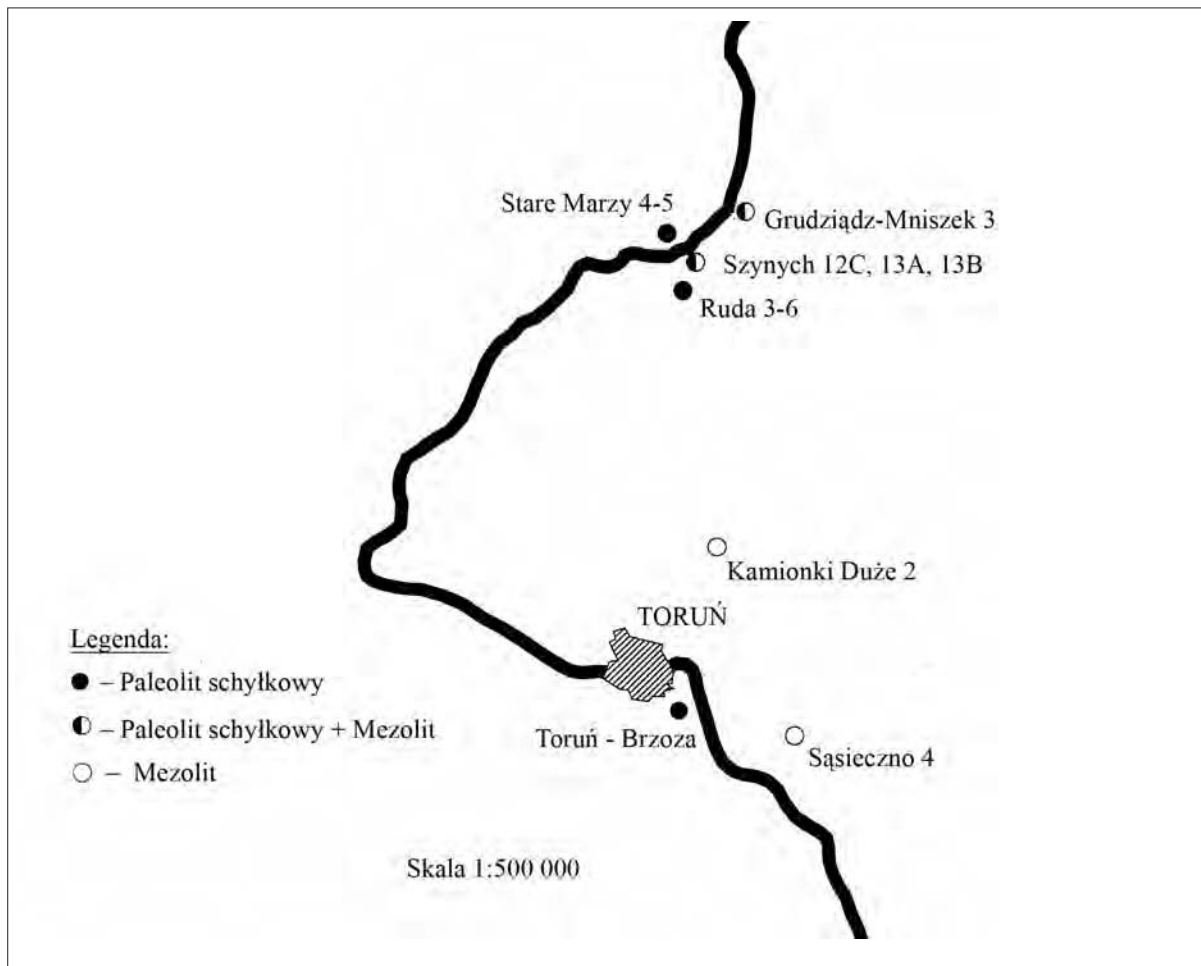 Stare Marzy 4-5
Grudziądz-Mniszek 3
Szynych 12C, 13A, 13B
Ruda 3-6
Kamionki Duże 2
TORUŃ
Toruń - Brzoza
Sąsieczno 4
Legenda:
– Paleolit schyłkowy
– Paleolit schyłkowy + Mezolit
– Mezolit
Skala 1:500 000